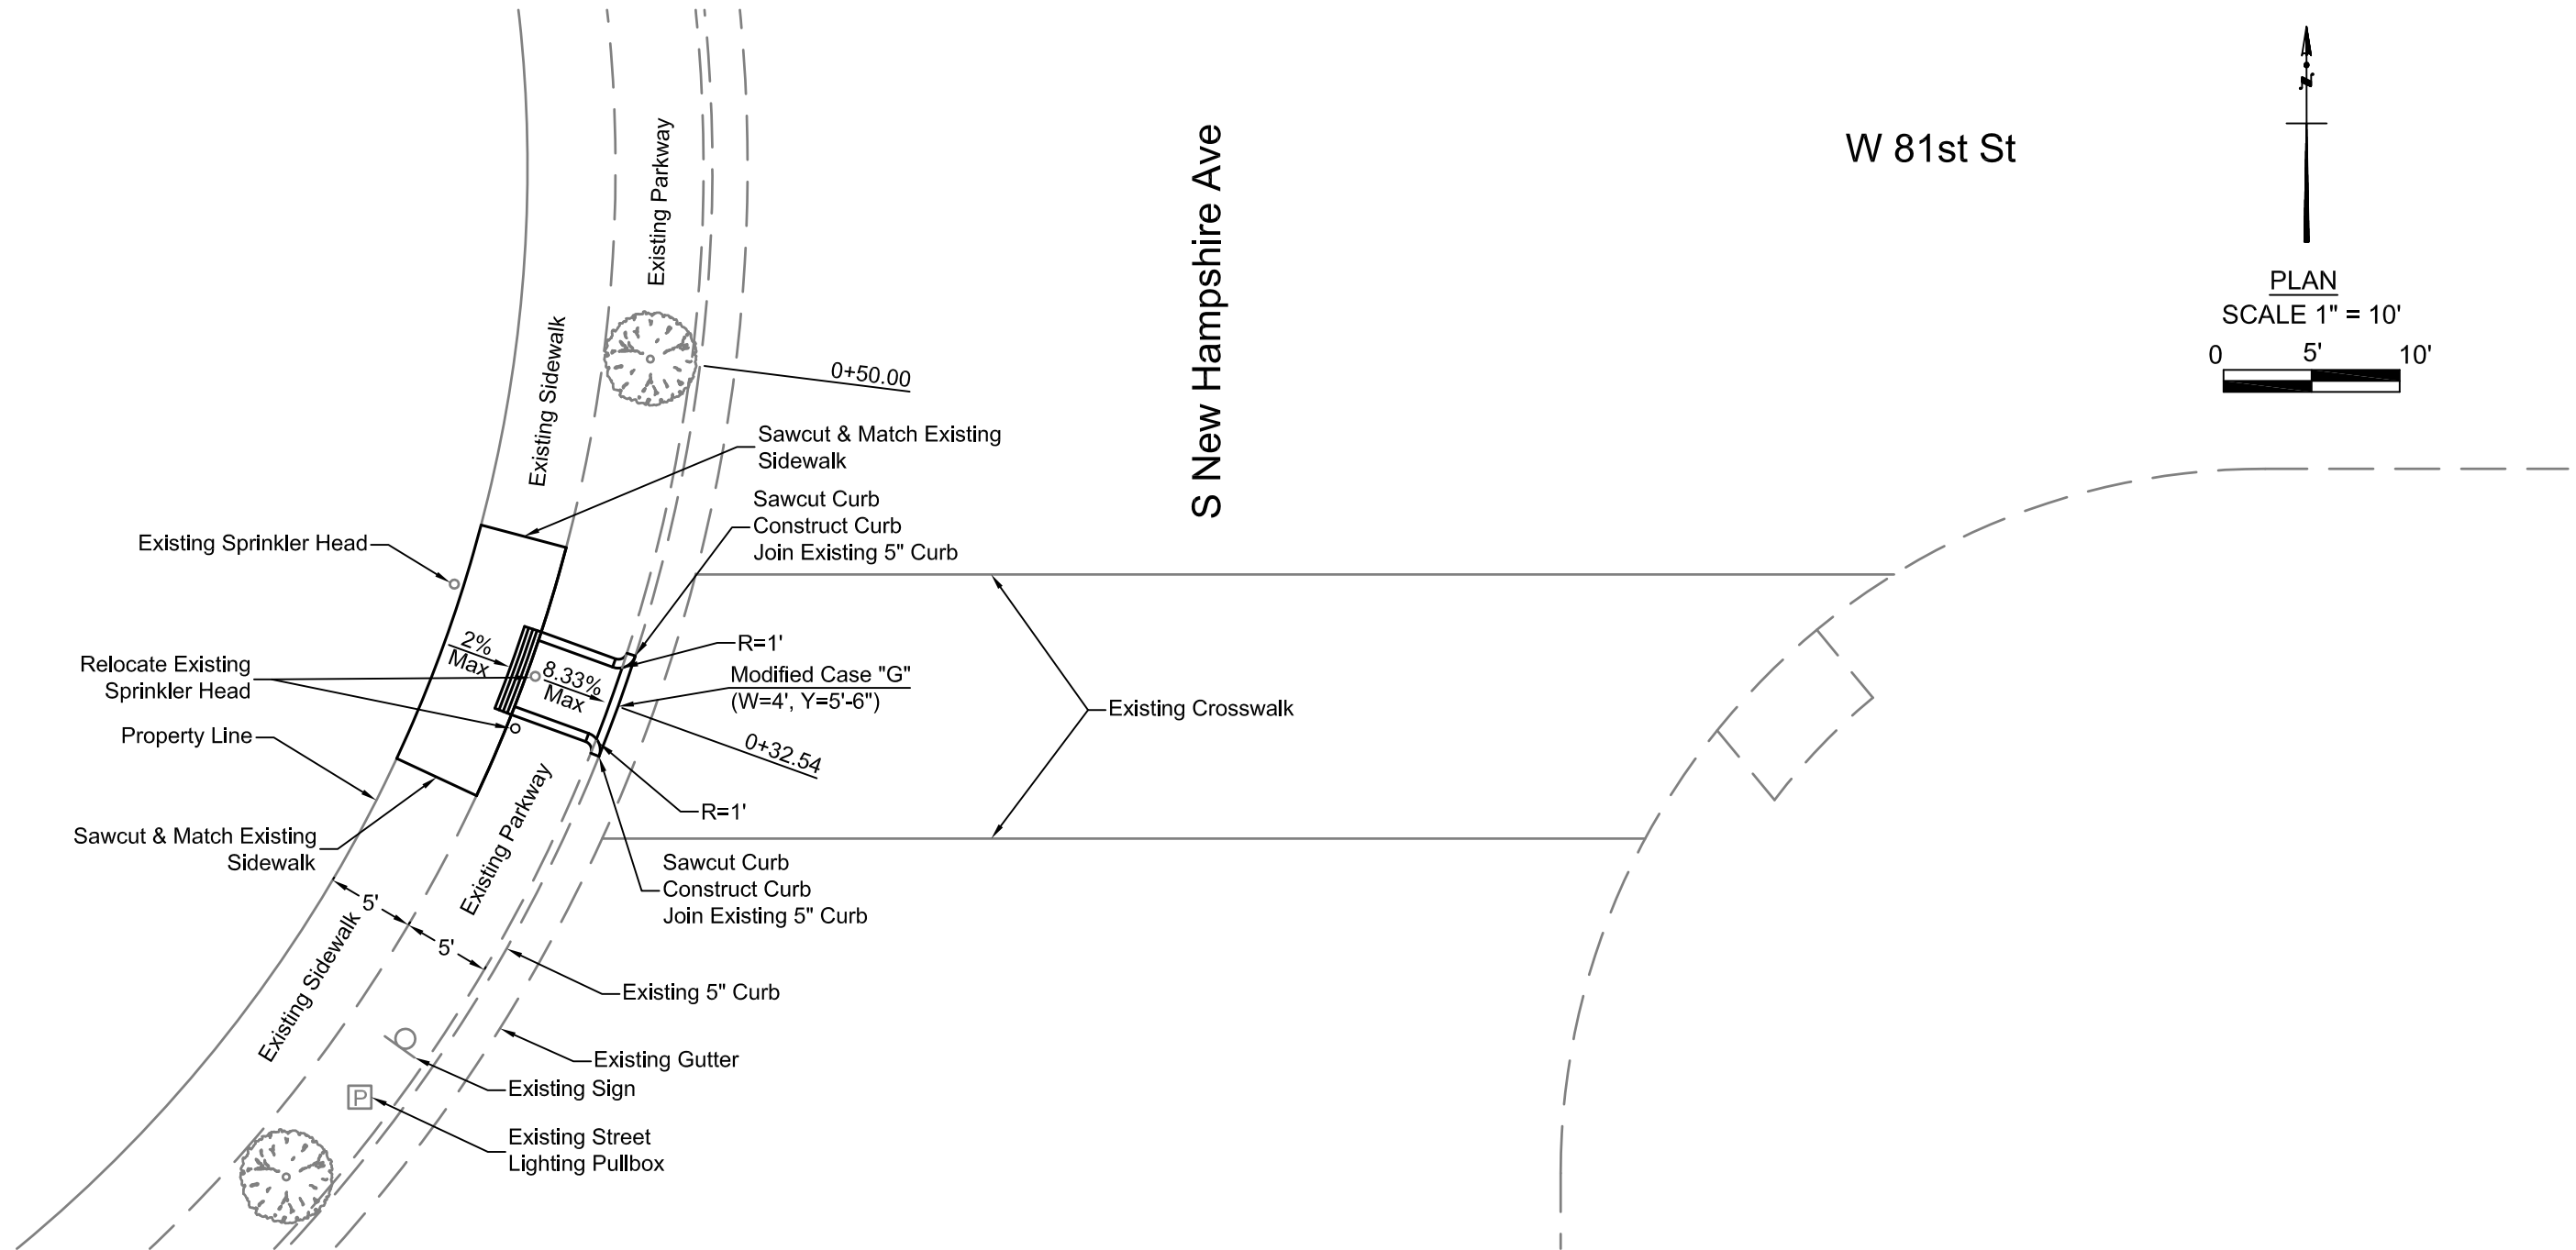 Existing Parkway
S New Hampshire Ave
W 81st St
N
PLAN
SCALE 1" = 10'
0 5' 10'
Existing Sidewalk
0+50.00
Sawcut & Match Existing
Sidewalk
Sawcut Curb
Construct Curb
Join Existing 5" Curb
Existing Sprinkler Head
R=1'
2%
Max
8.33%
Max
Relocate Existing
Sprinkler Head
Modified Case "G"
(W=4', Y=5'-6")
Existing Crosswalk
Property Line
0+32.54
R=1'
Sawcut & Match Existing
Sidewalk
Existing Parkway
Sawcut Curb
Construct Curb
Join Existing 5" Curb
5'
5'
Existing Sidewalk
Existing 5" Curb
Existing Gutter
Existing Sign
P
Existing Street
Lighting Pullbox